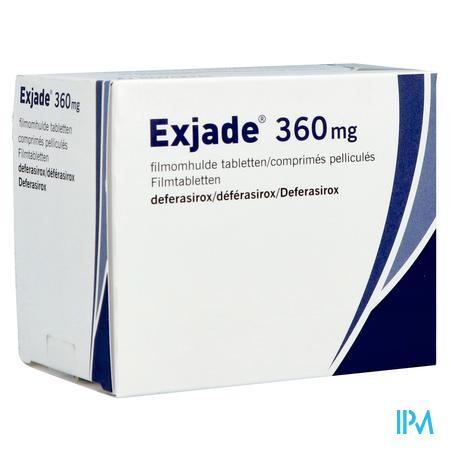 Exjade® 360 mg
filmomhulde tabletten
comprimés pelliculés
Filmtabletten
deferasirox/déférasirox/
Deferasirox
Exjade® 360 mg
filmomhulde tabletten/comprimés pelliculés
Filmtabletten
deferasirox/déférasirox/Deferasirox
IPM